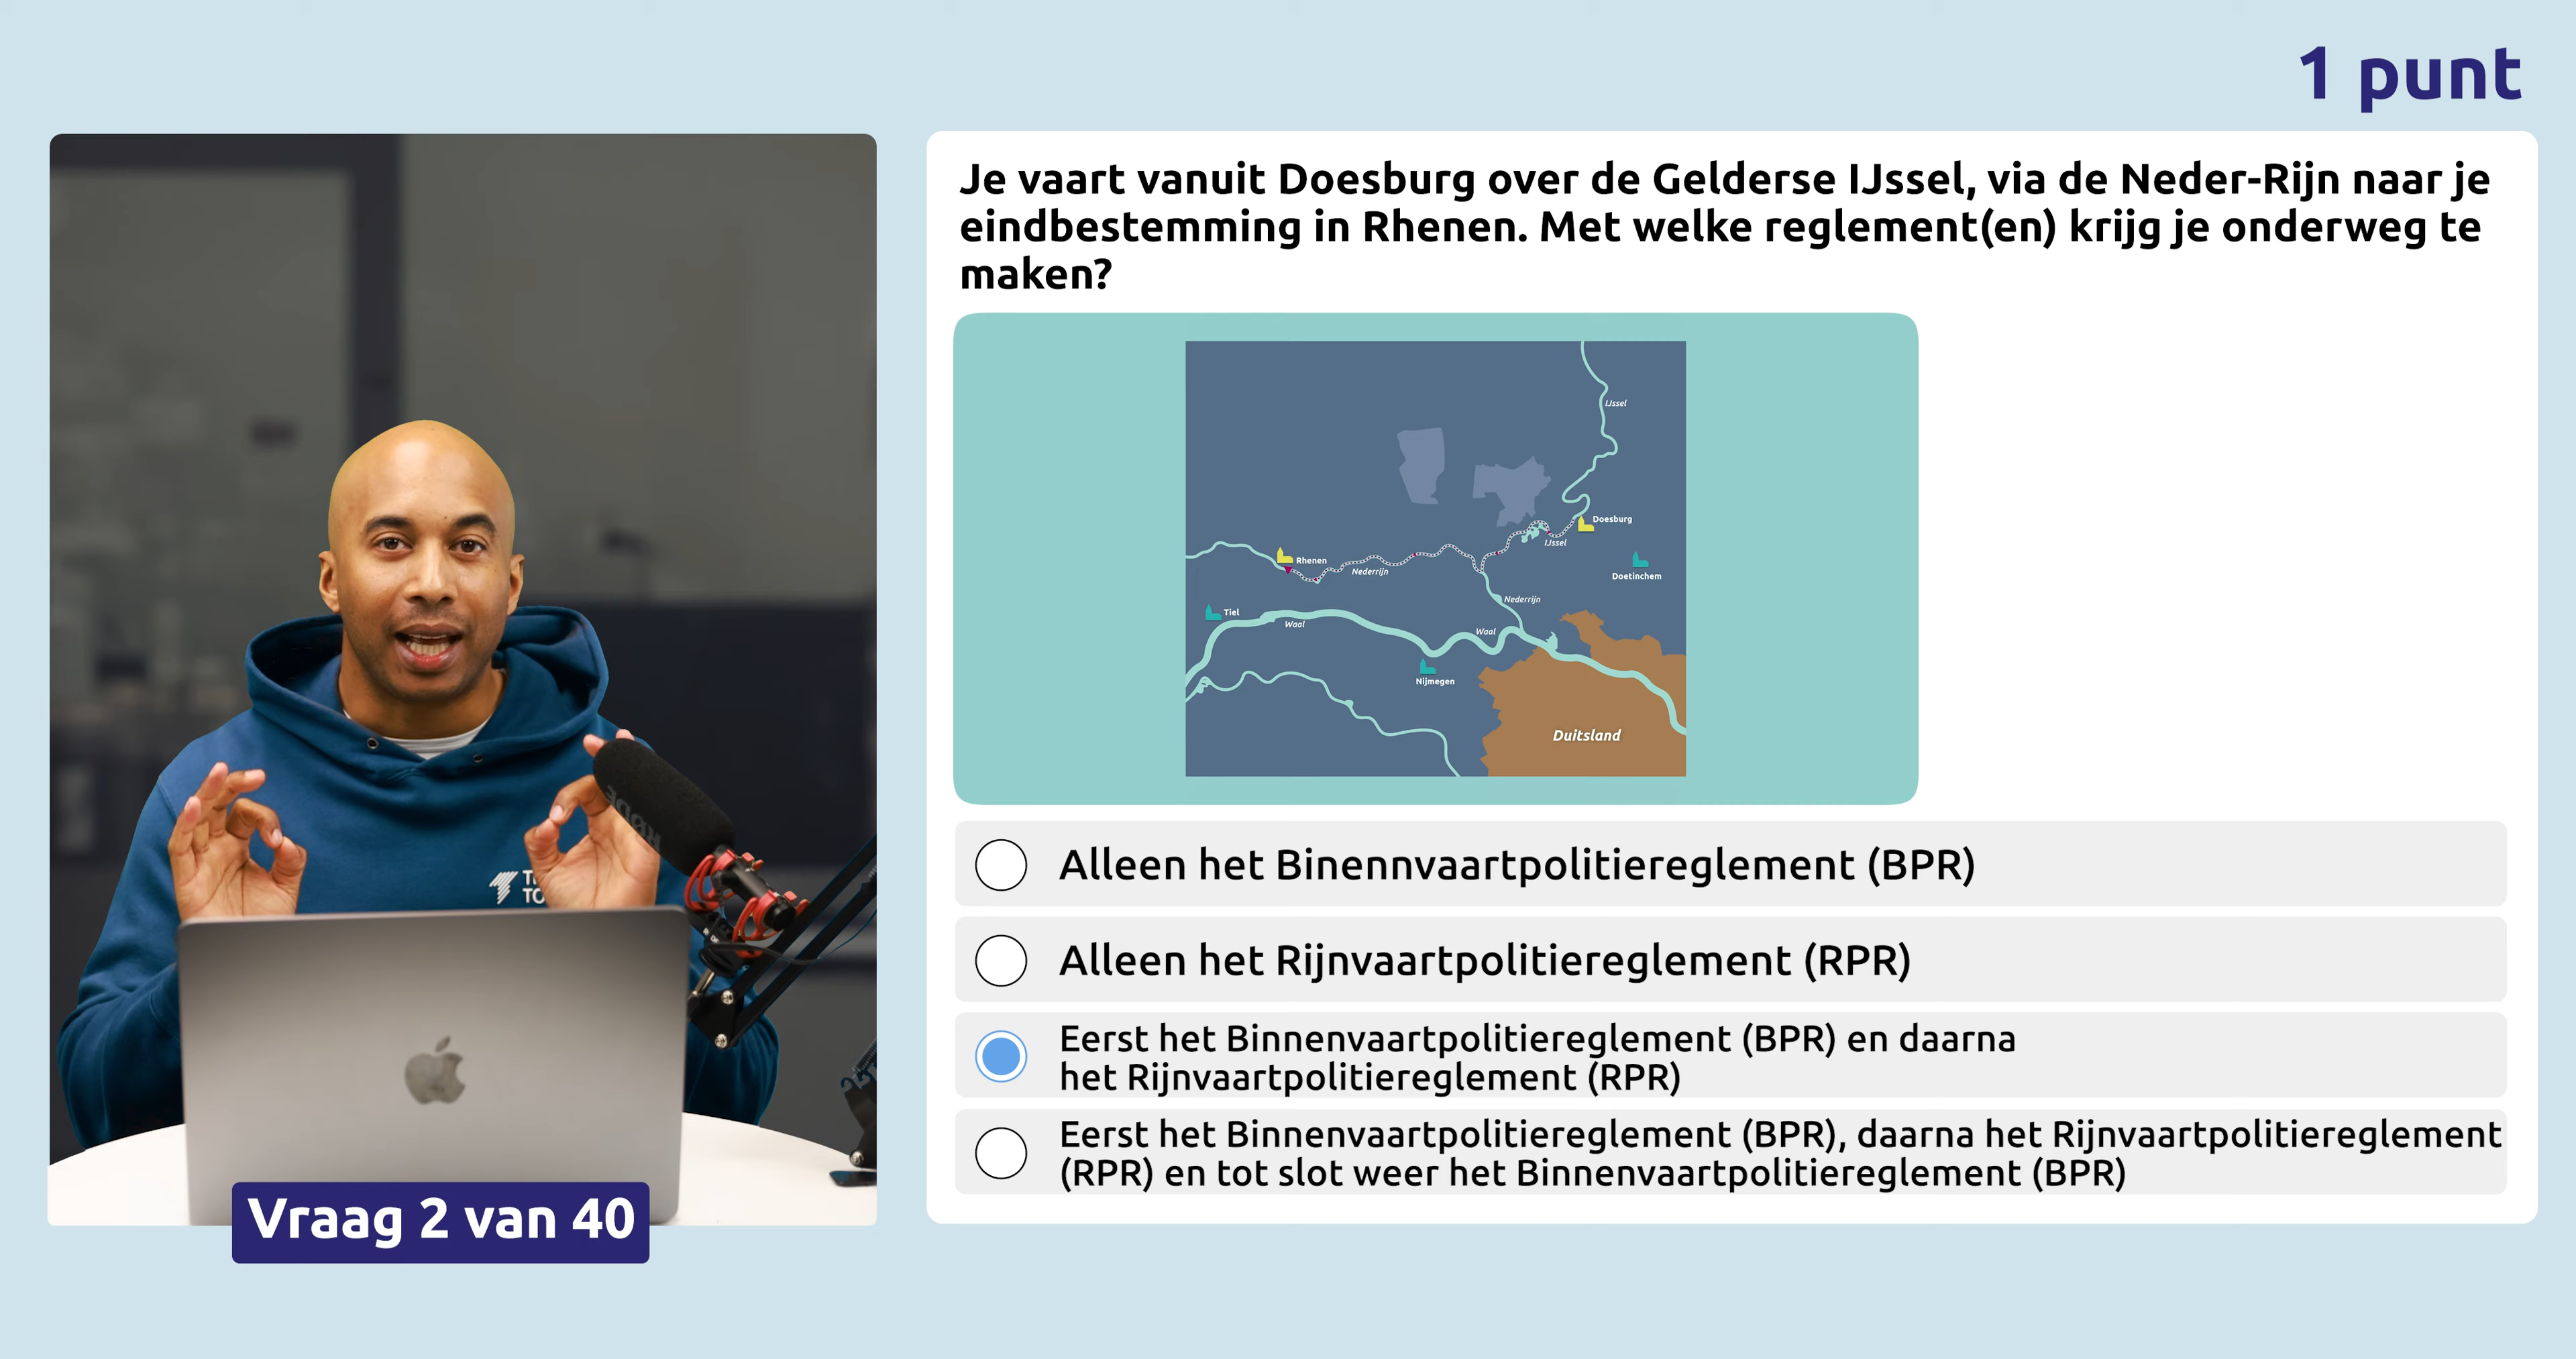 1 punt
Je vaart vanuit Doesburg over de Gelderse IJssel, via de Neder-Rijn naar je
eindbestemming in Rhenen. Met welke reglement(en) krijg je onderweg te
maken?
IJssel
Doesburg
IJssel
Rhenen
Nederrijn
Doetinchem
Nederrijn
Tiel
Waal
Waal
Nijmegen
Duitsland
Alleen het Binennvaartpolitiereglement (BPR)
Alleen het Rijnvaartpolitiereglement (RPR)
Eerst het Binnenvaartpolitiereglement (BPR) en daarna
het Rijnvaartpolitiereglement (RPR)
Eerst het Binnenvaartpolitiereglement (BPR), daarna het Rijnvaartpolitiereglement
(RPR) en tot slot weer het Binnenvaartpolitiereglement (BPR)
RØDE
Vraag 2 van 40